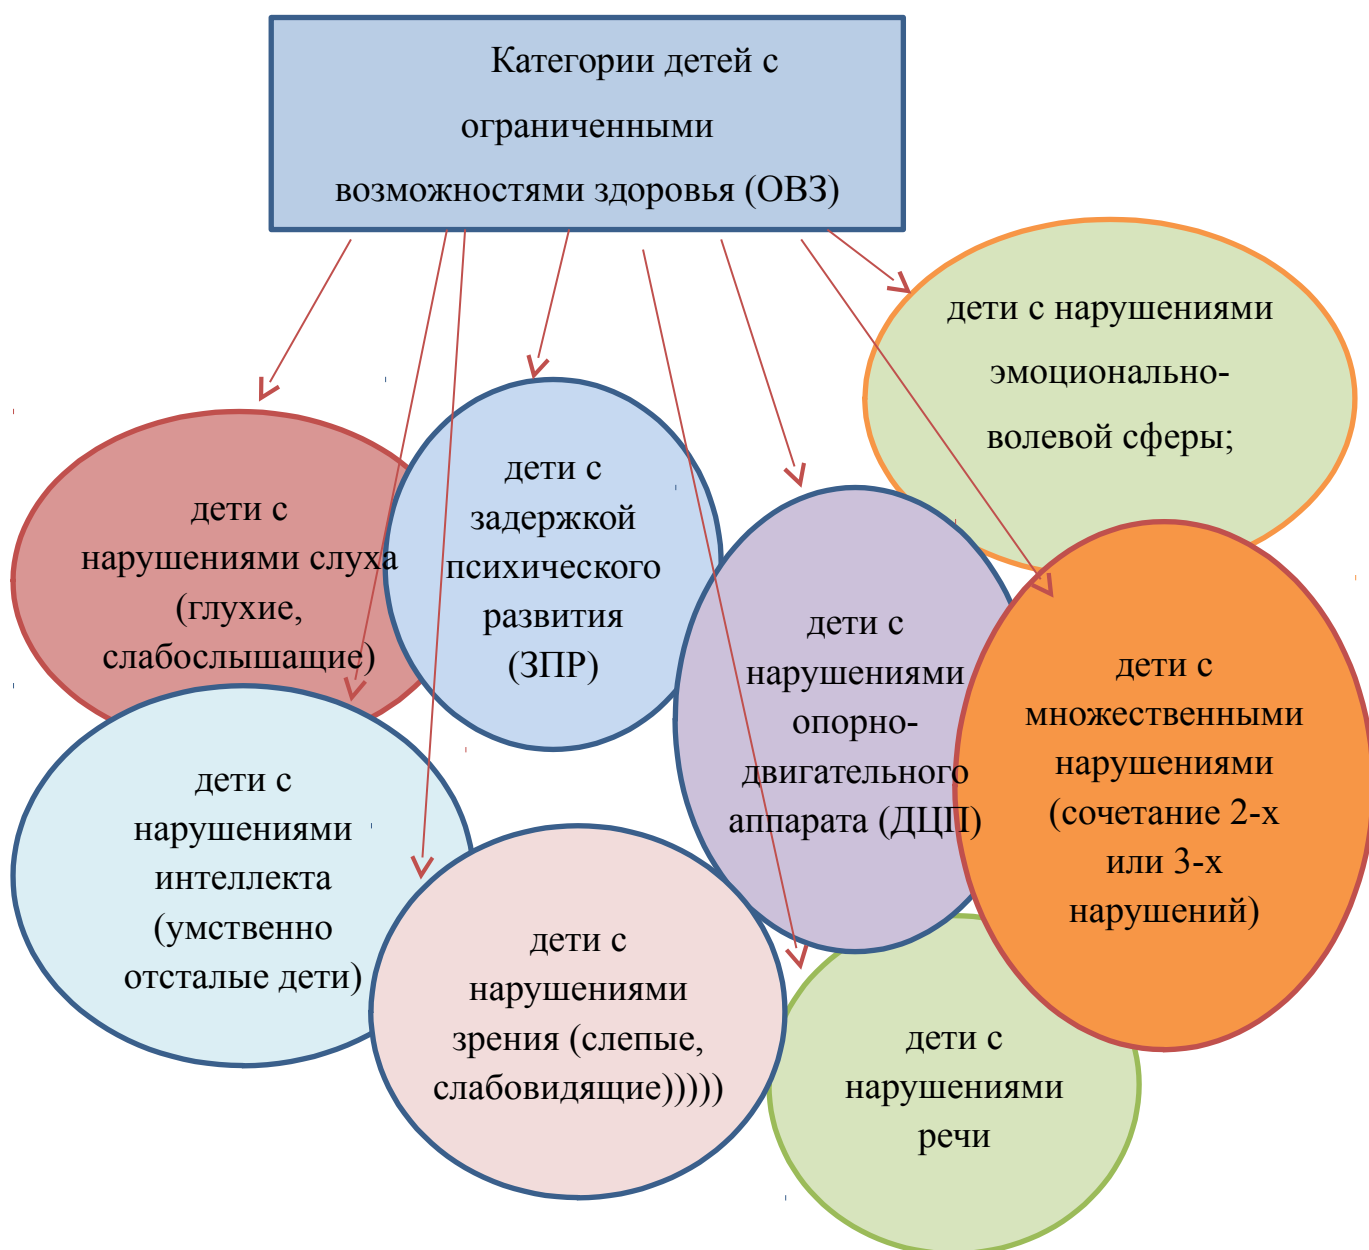 Категории детей с
ограниченными
возможностями здоровья (ОВЗ)
дети с нарушениями
эмоционально-
волевой сферы;
дети с
нарушениями слуха
(глухие,
слабослышащие)
дети с
задержкой
психического
развития
(ЗПР)
дети с
нарушениями
опорно-
двигательного
аппарата (ДЦП)
дети с
множественными
нарушениями
(сочетание 2-х
или 3-х
нарушений)
дети с
нарушениями
интеллекта
(умственно
отсталые дети)
дети с
нарушениями
зрения (слепые,
слабовидящие)))))
дети с
нарушениями
речи